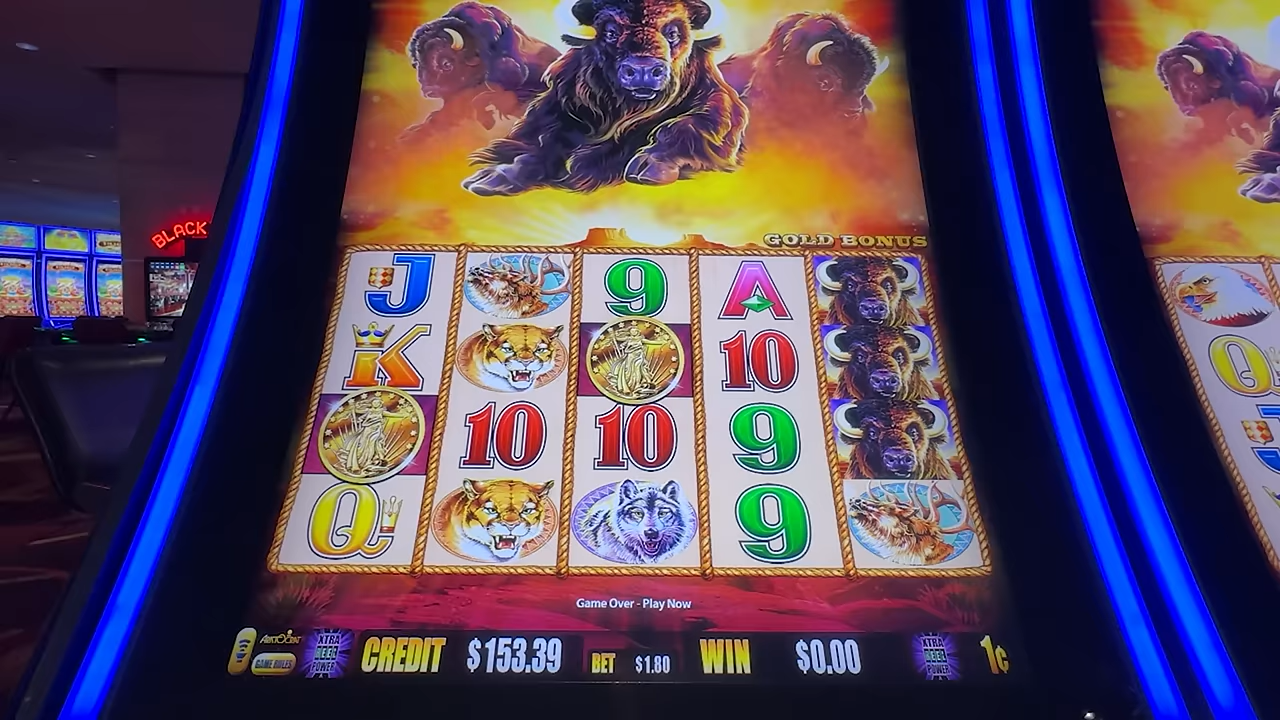 BLACK
GOLD BONUS
J 9 A
K 10
10 10 9
Q 9
Q
Game Over - Play Now
ARISTOCRAT
GAME RULES
XTRA
REEL
POWER
CREDIT $153.39 BET $1.80 WIN $0.00
XTRA
REEL
POWER
1¢